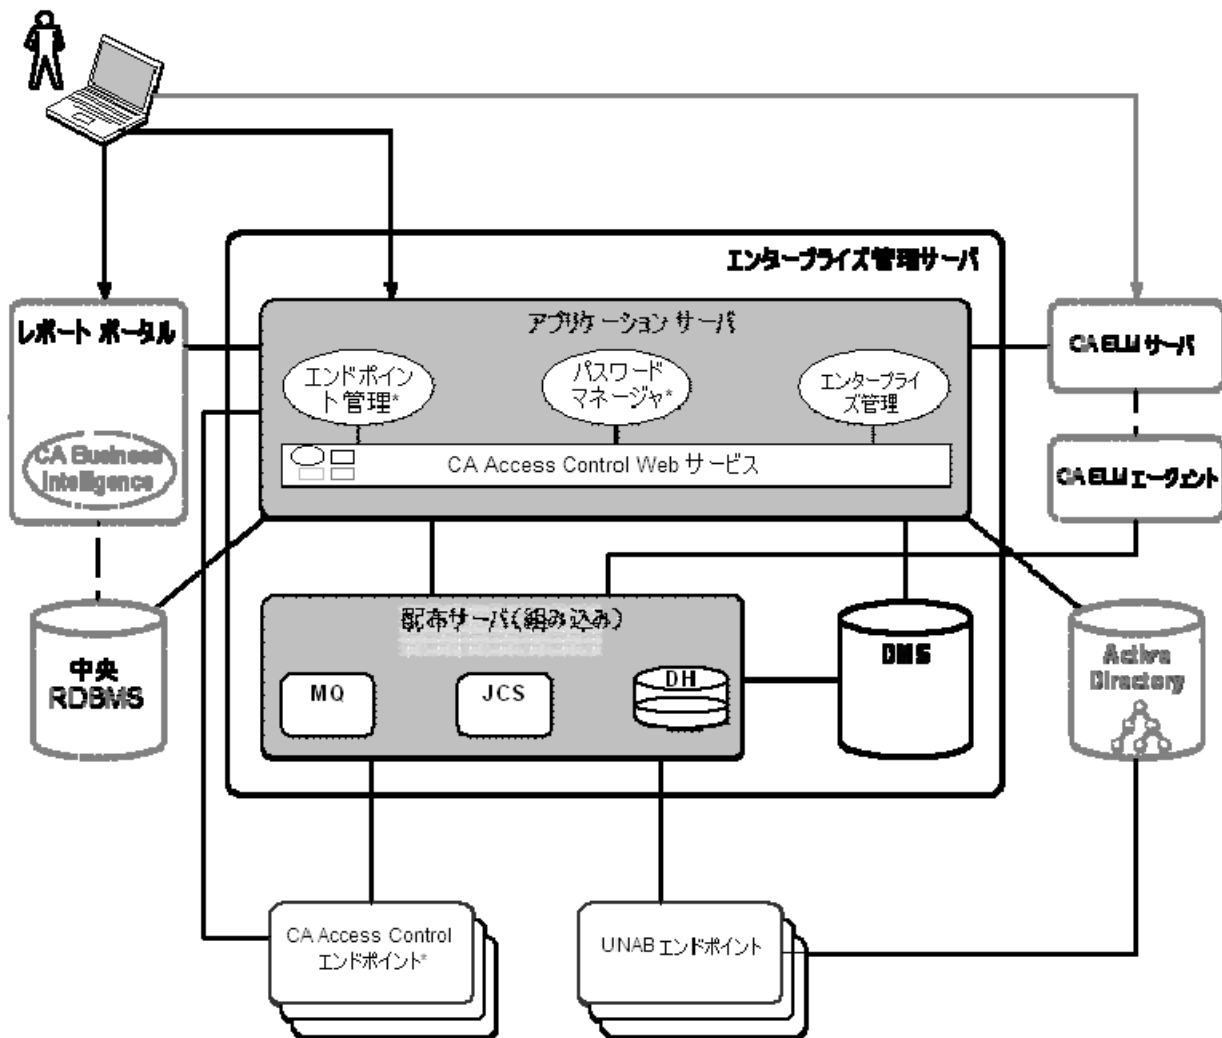 エンタープライズ管理サーバ
レポート ポータル
アプリケーション サーバ
CA ELM サーバ
エンドポイン
ト管理*
パスワード
マネージャ*
エンタープライ
ズ管理
CA Business
Intelligence
CA Access Control Web サービス
CA ELM エージェント
配布サーバ(組み込み)
中央
RDBMS
MQ
JCS
DH
DMS
Active
Directory
CA Access Control
エンドポイント*
UNAB エンドポイント